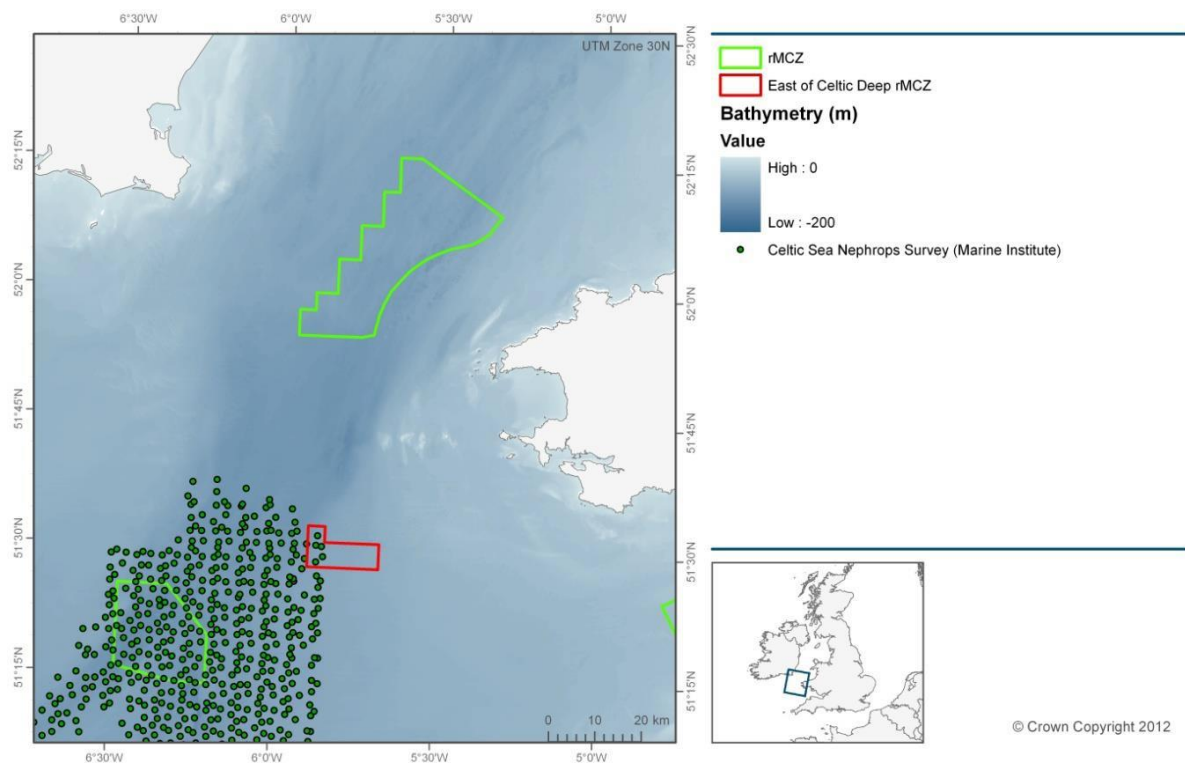 6°30'W 6°0'W 5°30'W 5°0'W
UTM Zone 30N
52°30'N
52°15'N
52°15'N
52°0'N
52°0'N
51°45'N
51°45'N
51°30'N
51°30'N
51°15'N
51°15'N
0 10 20 km
6°30'W 6°0'W 5°30'W 5°0'W
rMCZ
East of Celtic Deep rMCZ
Bathymetry (m)
Value
High : 0
Low : -200
Celtic Sea Nephrops Survey (Marine Institute)
© Crown Copyright 2012